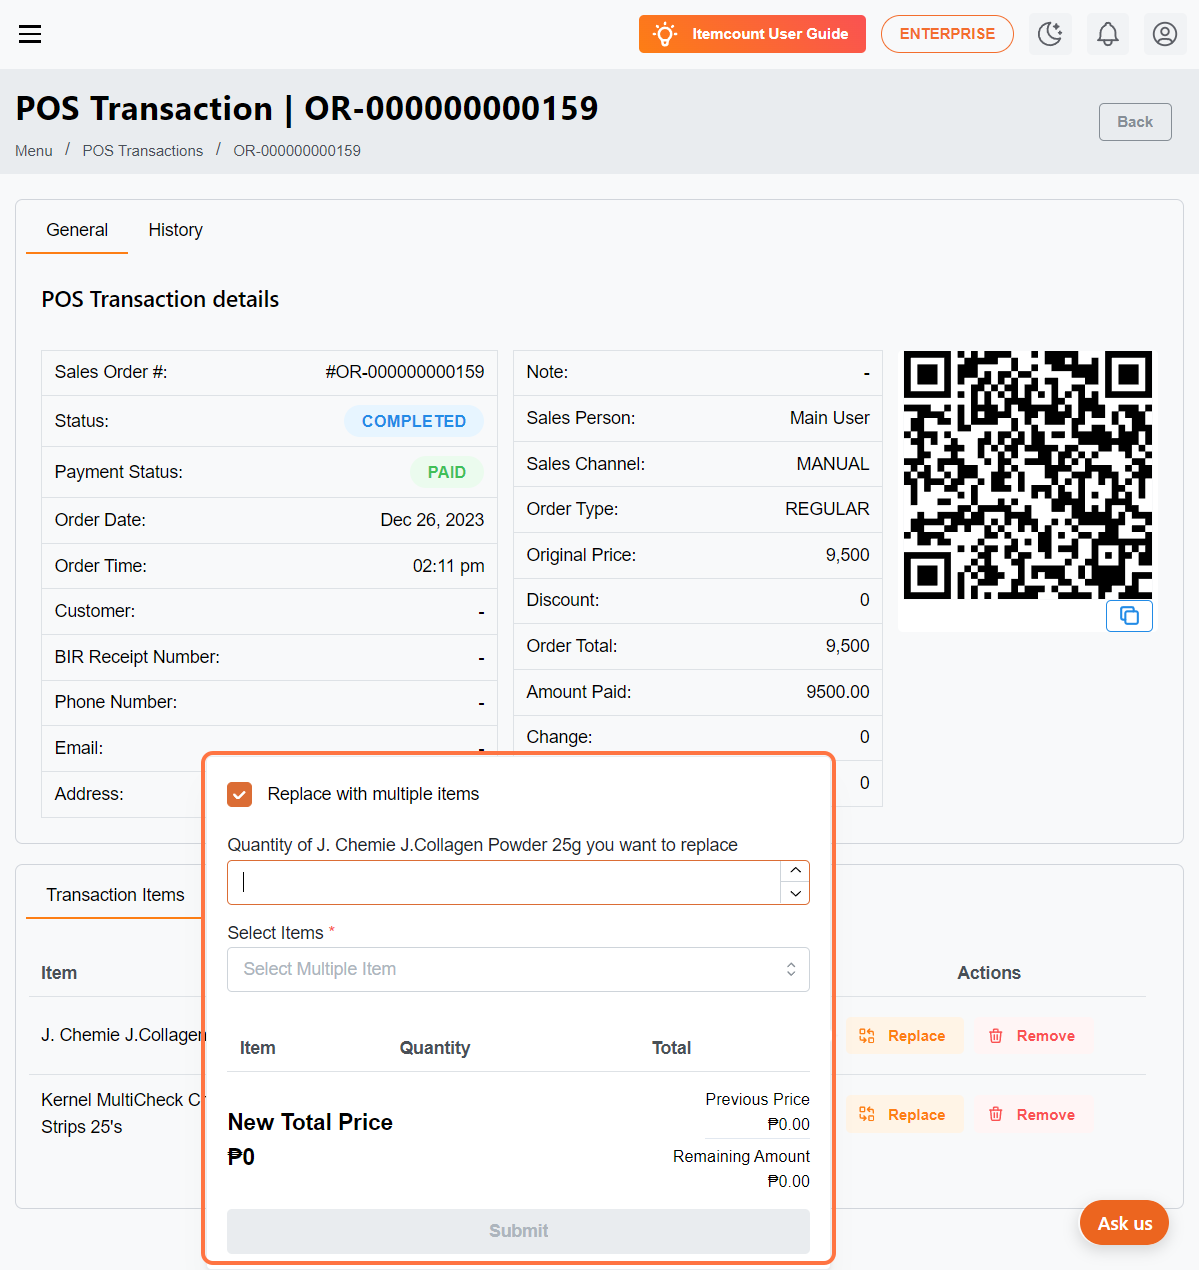 Itemcount User Guide
ENTERPRISE
POS Transaction | OR-000000000159
Back
Menu / POS Transactions / OR-000000000159
General
History
POS Transaction details
Sales Order #: #OR-000000000159
Status: COMPLETED
Payment Status: PAID
Order Date: Dec 26, 2023
Order Time: 02:11 pm
Customer: -
BIR Receipt Number: -
Phone Number: -
Email: -
Address:
Note: -
Sales Person: Main User
Sales Channel: MANUAL
Order Type: REGULAR
Original Price: 9,500
Discount: 0
Order Total: 9,500
Amount Paid: 9500.00
Change: 0
0
Replace with multiple items
Quantity of J. Chemie J.Collagen Powder 25g you want to replace
Select Items *
Select Multiple Item
Item Quantity Total
New Total Price
₱0
Previous Price
₱0.00
Remaining Amount
₱0.00
Submit
Transaction Items
Item
Actions
J. Chemie J.Collagen
Replace Remove
Kernel MultiCheck C
Strips 25's
Replace Remove
Ask us